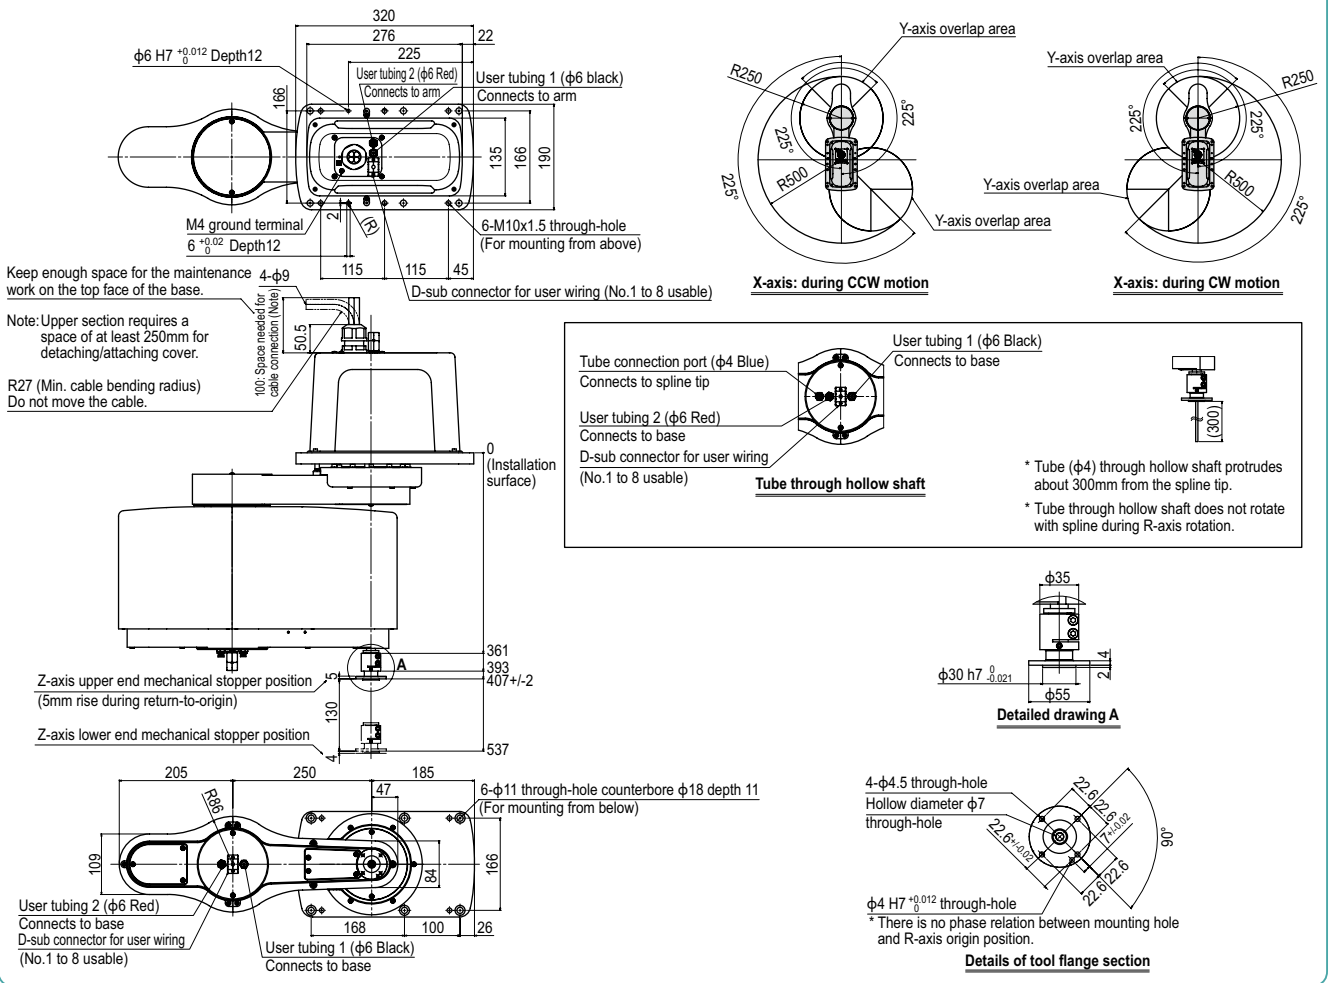 320
276
22
225
φ6 H7 +0.012 0 Depth12
User tubing 2 (φ6 Red)
Connects to arm
User tubing 1 (φ6 black)
Connects to arm
166
135
166
190
M4 ground terminal
6 +0.02 0 Depth12
2
(R)
6-M10x1.5 through-hole
(For mounting from above)
115
115
45
D-sub connector for user wiring (No.1 to 8 usable)
Keep enough space for the maintenance
work on the top face of the base.
4-φ9
Note: Upper section requires a
space of at least 250mm for
detaching/attaching cover.
100: Space needed for
cable connection (Note)
50.5
R27 (Min. cable bending radius)
Do not move the cable.
0
(Installation
surface)
361
A
393
407+/-2
5
Z-axis upper end mechanical stopper position
(5mm rise during return-to-origin)
130
Z-axis lower end mechanical stopper position
537
4
205
250
185
47
R86
6-φ11 through-hole counterbore φ18 depth 11
(For mounting from below)
109
84
166
168
100
26
User tubing 2 (φ6 Red)
Connects to base
D-sub connector for user wiring
(No.1 to 8 usable)
User tubing 1 (φ6 Black)
Connects to base
Y-axis overlap area
R250
225°
225°
R500
225°
Y-axis overlap area
X-axis: during CCW motion
Y-axis overlap area
R250
225°
225°
R500
225°
Y-axis overlap area
X-axis: during CW motion
Tube connection port (φ4 Blue)
Connects to spline tip
User tubing 1 (φ6 Black)
Connects to base
User tubing 2 (φ6 Red)
Connects to base
D-sub connector for user wiring
(No.1 to 8 usable)
Tube through hollow shaft
(300)
* Tube (φ4) through hollow shaft protrudes
about 300mm from the spline tip.
* Tube through hollow shaft does not rotate
with spline during R-axis rotation.
φ35
4
2
φ30 h7 0 -0.021
φ55
Detailed drawing A
4-φ4.5 through-hole
Hollow diameter φ7
through-hole
22.6
22.6
22.6+/-0.02
7+/-0.02
90°
22.6
22.6
φ4 H7 +0.012 0 through-hole
* There is no phase relation between mounting hole
and R-axis origin position.
Details of tool flange section